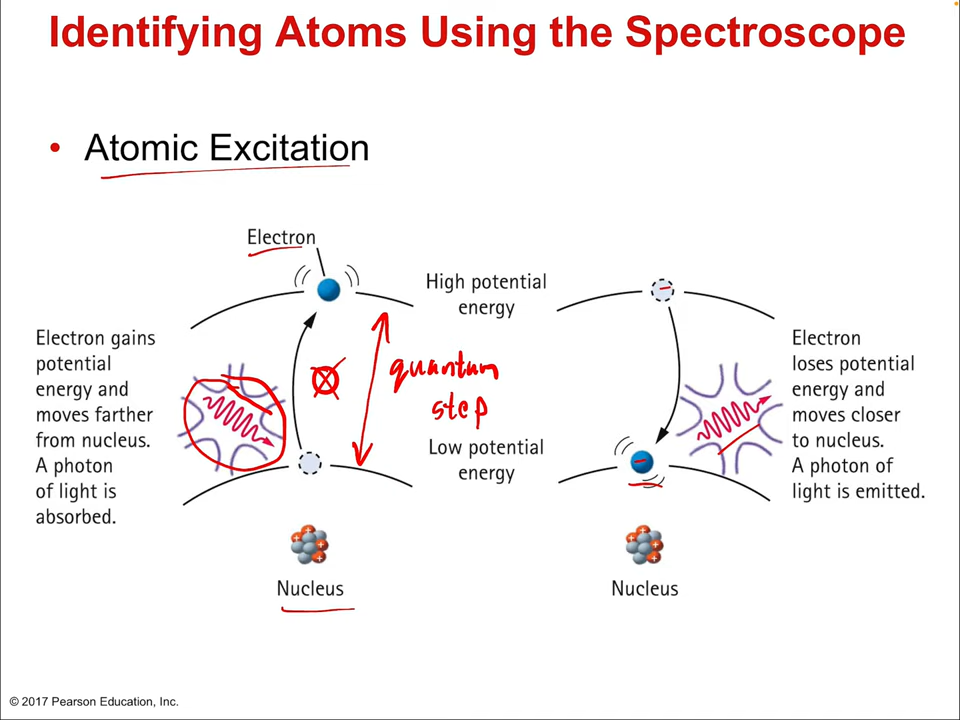 Identifying Atoms Using the Spectroscope
• Atomic Excitation
Electron
High potential
energy
Electron gains
potential
energy and
moves farther
from nucleus.
A photon
of light is
absorbed.
quantum
step
Low potential
energy
Electron
loses potential
energy and
moves closer
to nucleus.
A photon of
light is emitted.
Nucleus
Nucleus
© 2017 Pearson Education, Inc.